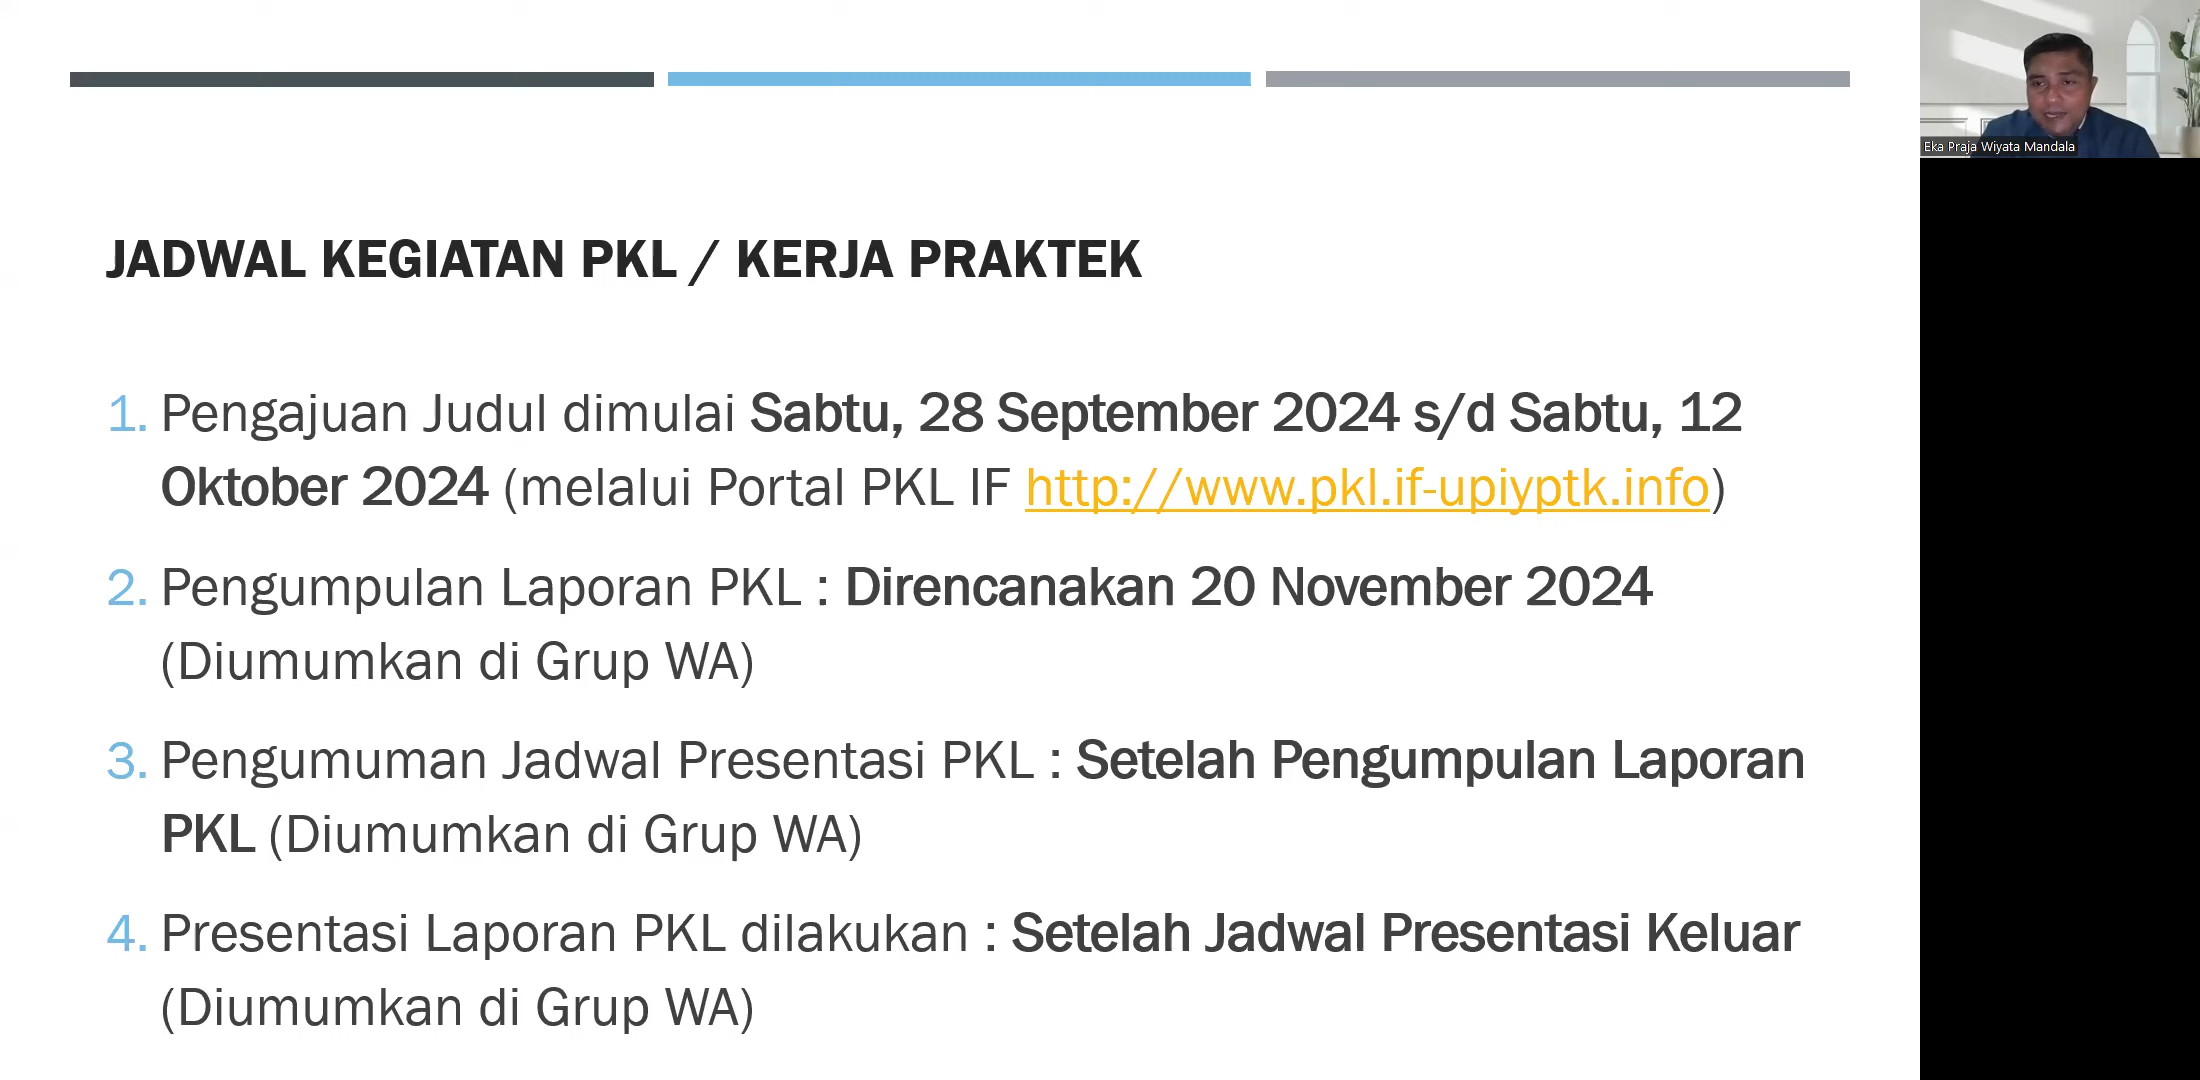 JADWAL KEGIATAN PKL / KERJA PRAKTEK
1. Pengajuan Judul dimulai Sabtu, 28 September 2024 s/d Sabtu, 12
Oktober 2024 (melalui Portal PKL IF http://www.pkl.if-upiyptk.info)
2. Pengumpulan Laporan PKL : Direncanakan 20 November 2024
(Diumumkan di Grup WA)
3. Pengumuman Jadwal Presentasi PKL : Setelah Pengumpulan Laporan
PKL (Diumumkan di Grup WA)
4. Presentasi Laporan PKL dilakukan : Setelah Jadwal Presentasi Keluar
(Diumumkan di Grup WA)
Eka Praja Wiyata Mandala